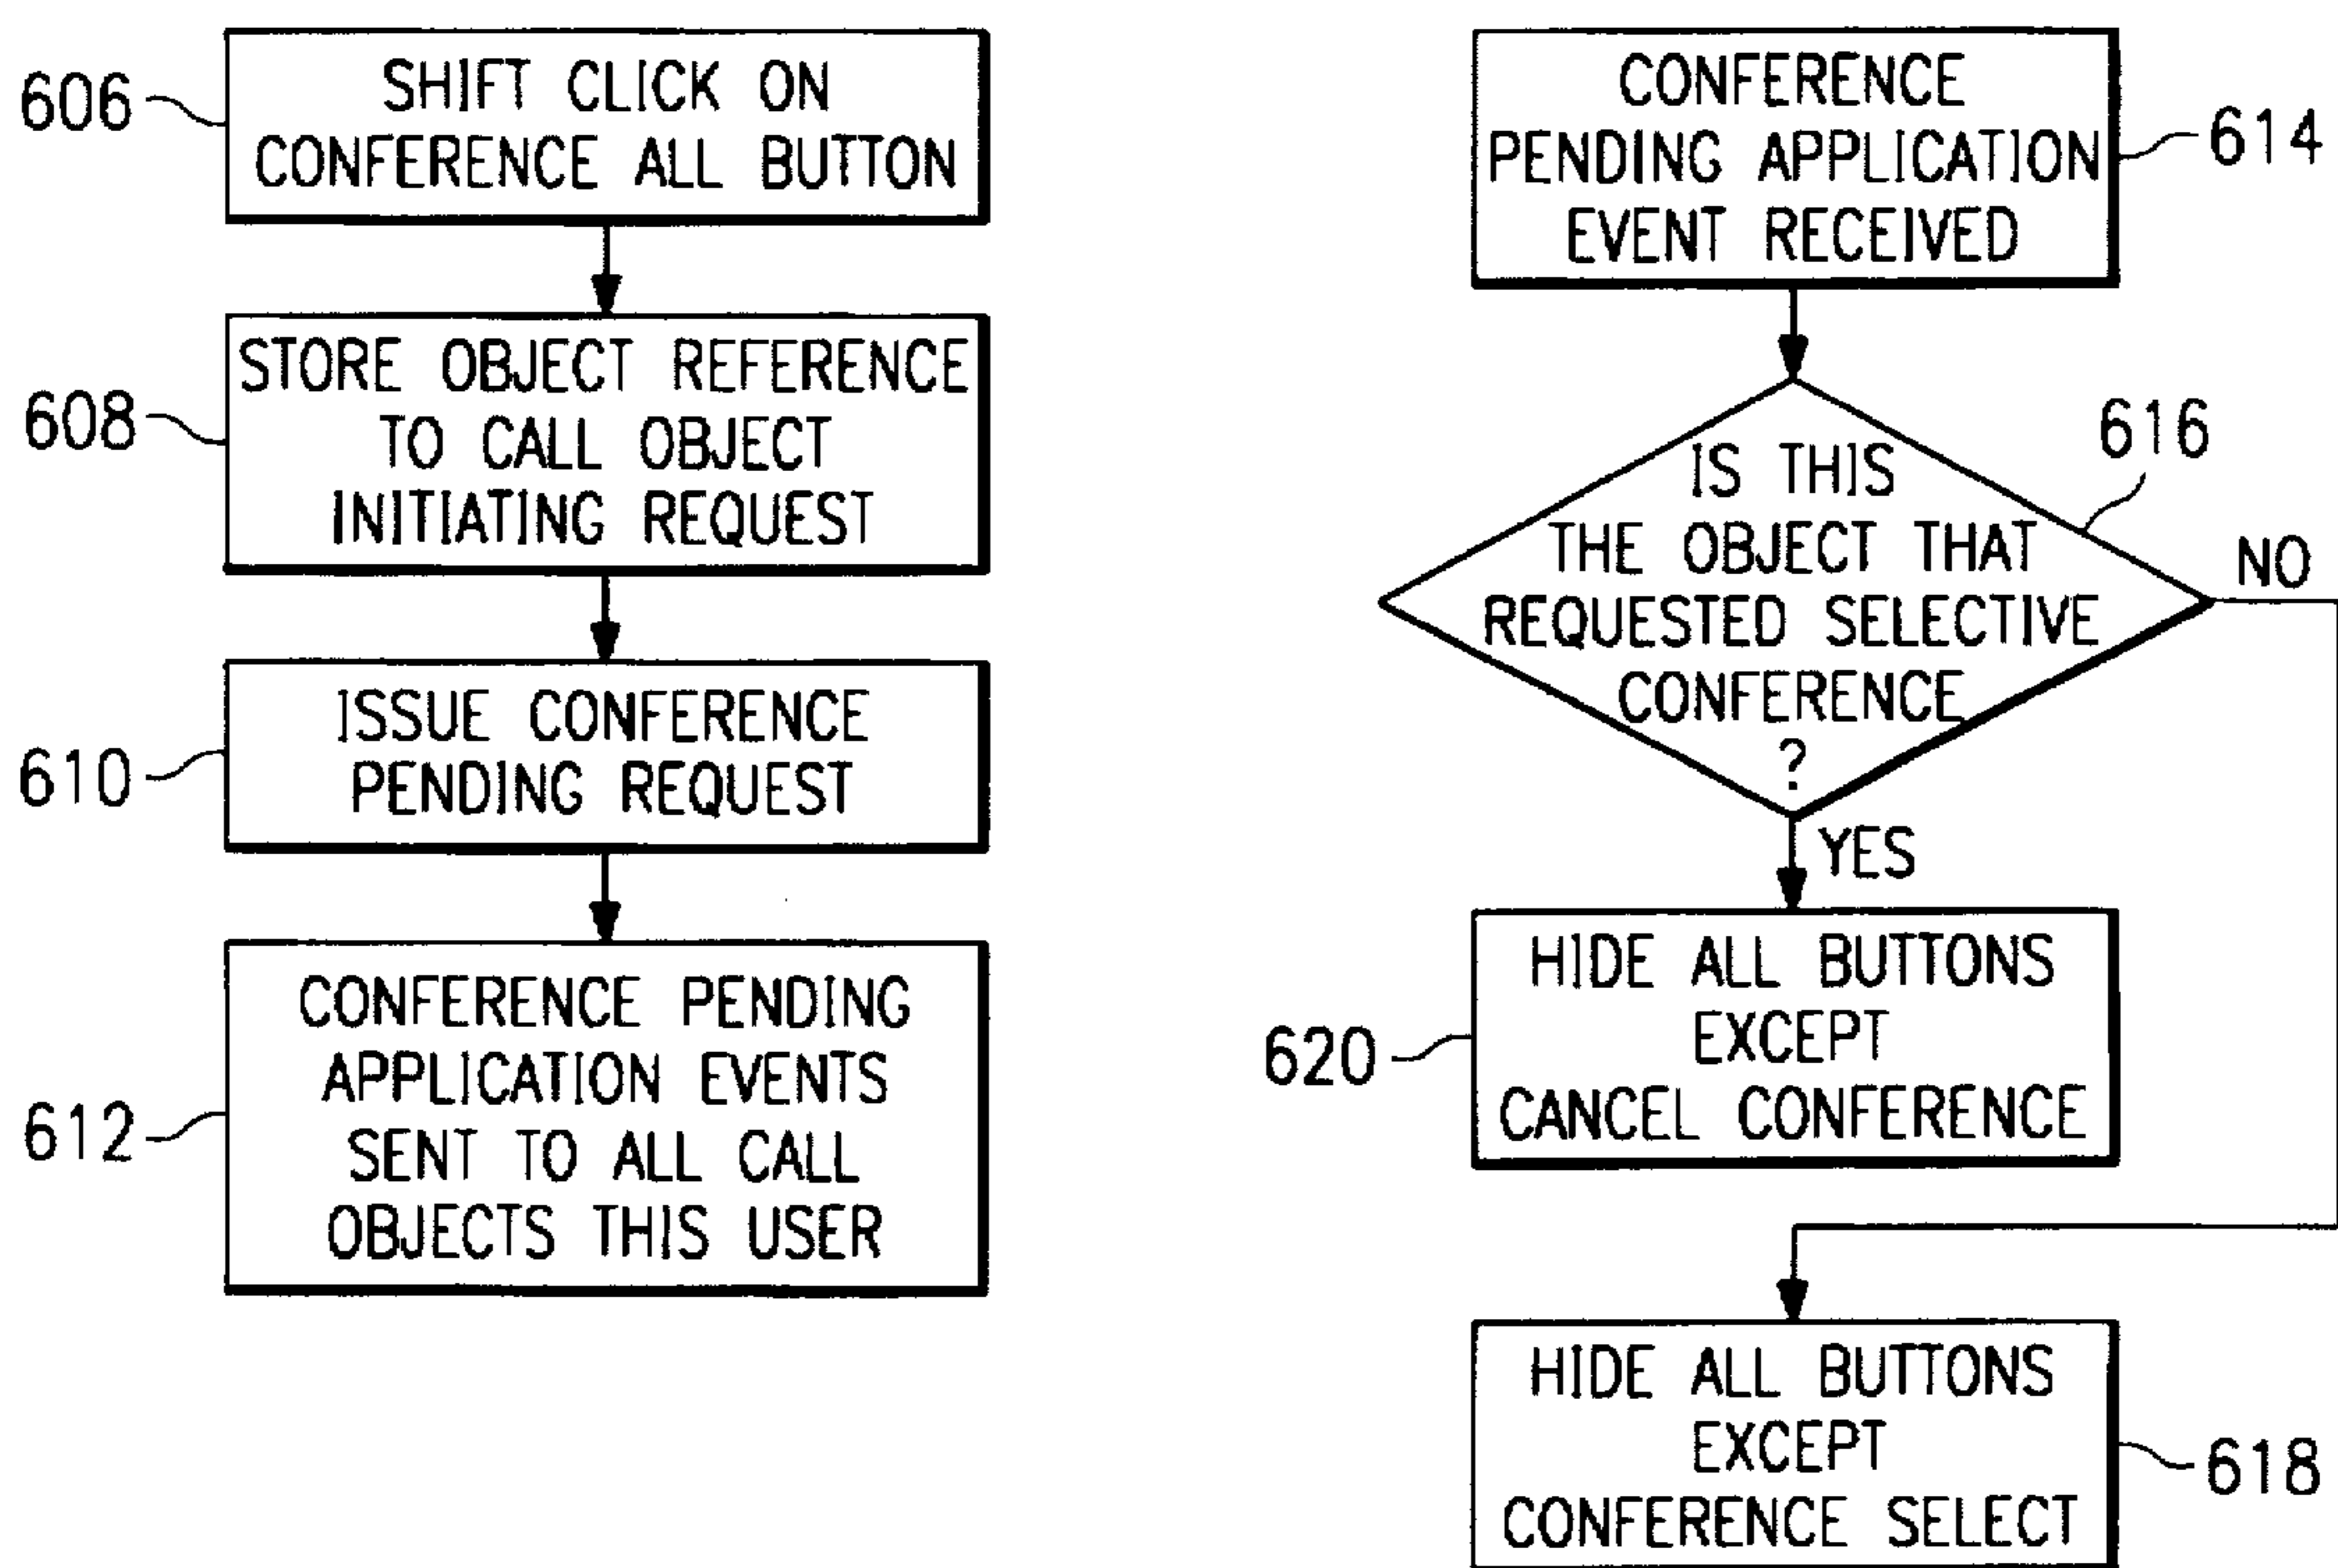 606
SHIFT CLICK ON
CONFERENCE ALL BUTTON
608
STORE OBJECT REFERENCE
TO CALL OBJECT
INITIATING REQUEST
610
ISSUE CONFERENCE
PENDING REQUEST
612
CONFERENCE PENDING
APPLICATION EVENTS
SENT TO ALL CALL
OBJECTS THIS USER
CONFERENCE
PENDING APPLICATION
EVENT RECEIVED
614
616
IS THIS
THE OBJECT THAT
REQUESTED SELECTIVE
CONFERENCE
?
NO
YES
620
HIDE ALL BUTTONS
EXCEPT
CANCEL CONFERENCE
HIDE ALL BUTTONS
EXCEPT
CONFERENCE SELECT
618